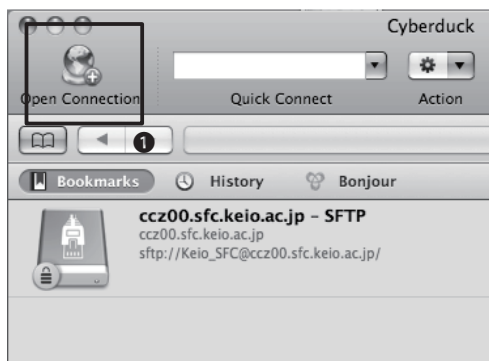 Cyberduck
Open Connection
Quick Connect
Action
❶
Bookmarks
History
Bonjour
ccz00.sfc.keio.ac.jp – SFTP
ccz00.sfc.keio.ac.jp
sftp://Keio_SFC@ccz00.sfc.keio.ac.jp/